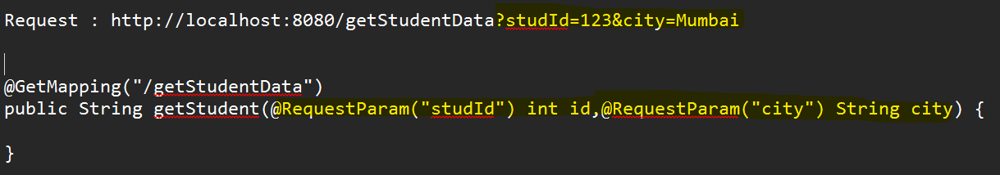 Request : http://localhost:8080/getStudentData?studId=123&city=Mumbai
@GetMapping("/getStudentData")
public String getStudent(@RequestParam("studId") int id,@RequestParam("city") String city) {
}